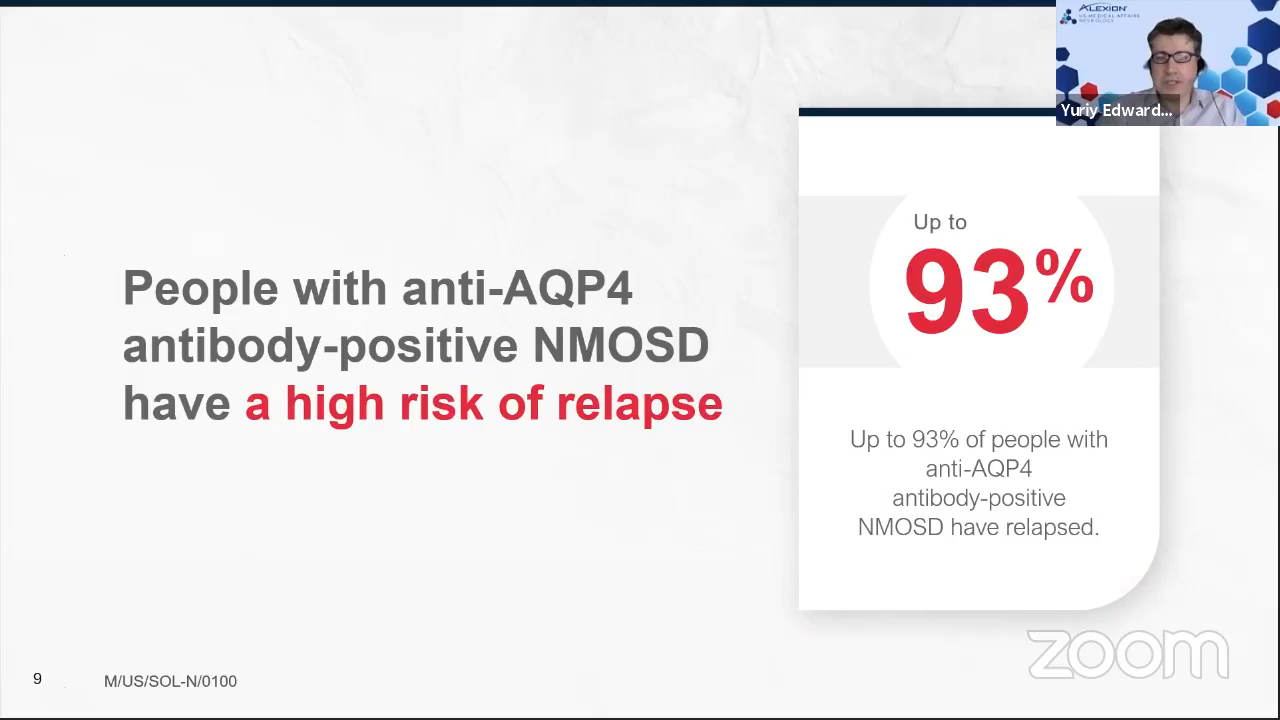 ALEXION
US MEDICAL AFFAIRS
NEUROLOGY
Yuriy Edward...
People with anti-AQP4
antibody-positive NMOSD
have a high risk of relapse
Up to
93%
Up to 93% of people with
anti-AQP4
antibody-positive
NMOSD have relapsed.
zoom
9
M/US/SOL-N/0100